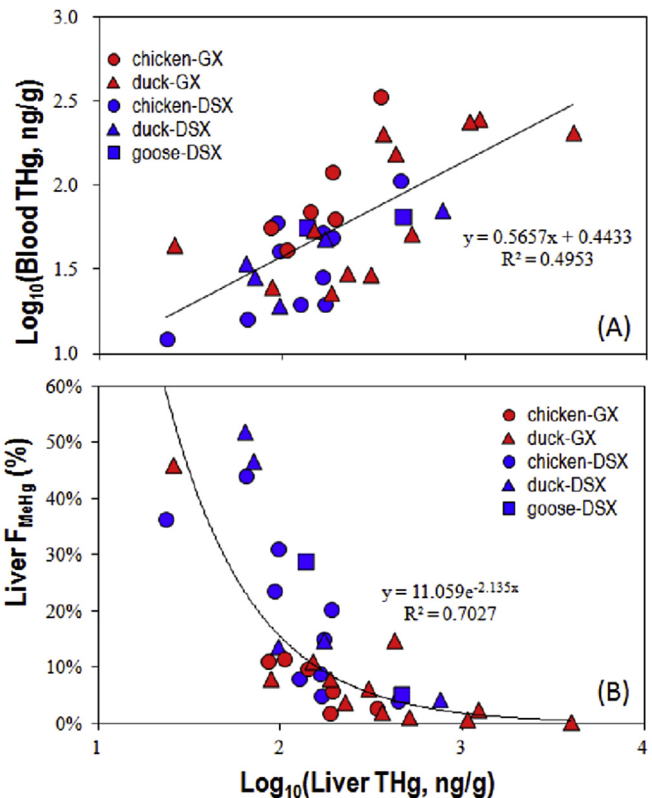 3.0
2.5
2.0
1.5
1.0
Log₁₀(Blood THg, ng/g)
chicken-GX
duck-GX
chicken-DSX
duck-DSX
goose-DSX
y = 0.5657x + 0.4433
R² = 0.4953
(A)
60%
50%
40%
30%
20%
10%
0%
Liver F_MeHg (%)
chicken-GX
duck-GX
chicken-DSX
duck-DSX
goose-DSX
y = 11.059e^-2.135x
R² = 0.7027
(B)
1 2 3 4
Log₁₀(Liver THg, ng/g)